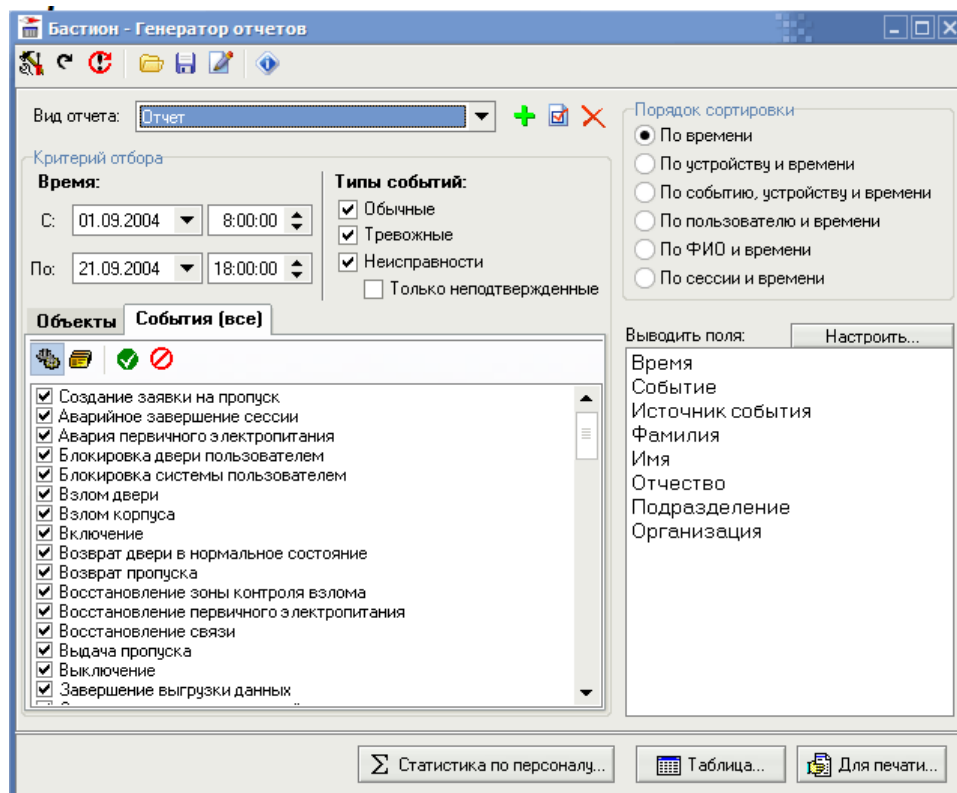 Бастион - Генератор отчетов
Вид отчета: Отчет
Критерий отбора
Время:
С: 01.09.2004 8:00:00
По: 21.09.2004 18:00:00
Типы событий:
Обычные
Тревожные
Неисправности
Только неподтвержденные
Порядок сортировки
По времени
По устройству и времени
По событию, устройству и времени
По пользователю и времени
По ФИО и времени
По сессии и времени
Объекты События (все)
Создание заявки на пропуск
Аварийное завершение сессии
Авария первичного электропитания
Блокировка двери пользователем
Блокировка системы пользователем
Взлом двери
Взлом корпуса
Включение
Возврат двери в нормальное состояние
Возврат пропуска
Восстановление зоны контроля взлома
Восстановление первичного электропитания
Восстановление связи
Выдача пропуска
Выключение
Завершение выгрузки данных
Выводить поля: Настроить...
Время
Событие
Источник события
Фамилия
Имя
Отчество
Подразделение
Организация
Σ Статистика по персоналу... Таблица... Для печати...